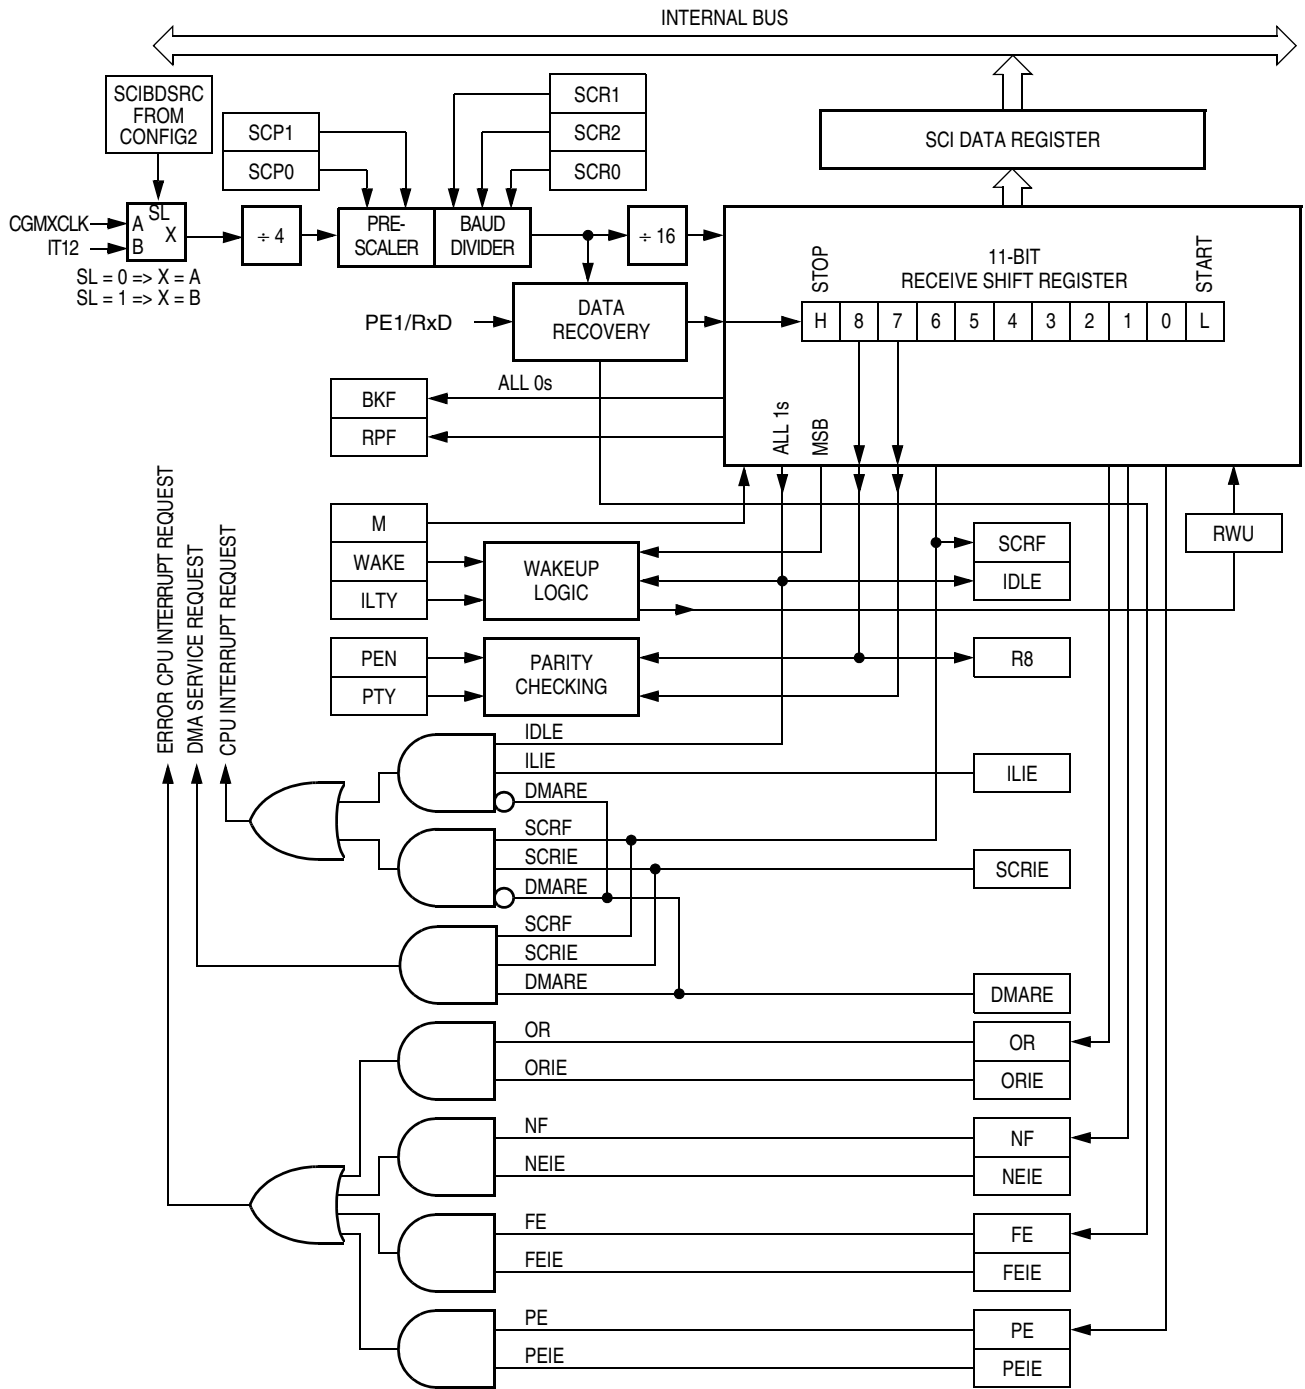 INTERNAL BUS
SCIBDSRC
FROM
CONFIG2
SCP1
SCP0
SCR1
SCR2
SCR0
SCI DATA REGISTER
CGMXCLK
IT12
A
B
SL
X
SL = 0 => X = A
SL = 1 => X = B
÷ 4
PRE-
SCALER
BAUD
DIVIDER
÷ 16
STOP
11-BIT
RECEIVE SHIFT REGISTER
START
H 8 7 6 5 4 3 2 1 0 L
PE1/RxD
DATA
RECOVERY
ALL 0s
BKF
RPF
ALL 1s
MSB
M
WAKE
ILTY
WAKEUP
LOGIC
SCRF
IDLE
RWU
PEN
PTY
PARITY
CHECKING
R8
ERROR CPU INTERRUPT REQUEST
DMA SERVICE REQUEST
CPU INTERRUPT REQUEST
IDLE
ILIE
DMARE
ILIE
SCRF
SCRIE
DMARE
SCRIE
SCRF
SCRIE
DMARE
DMARE
OR
ORIE
OR
ORIE
NF
NEIE
NF
NEIE
FE
FEIE
FE
FEIE
PE
PEIE
PE
PEIE